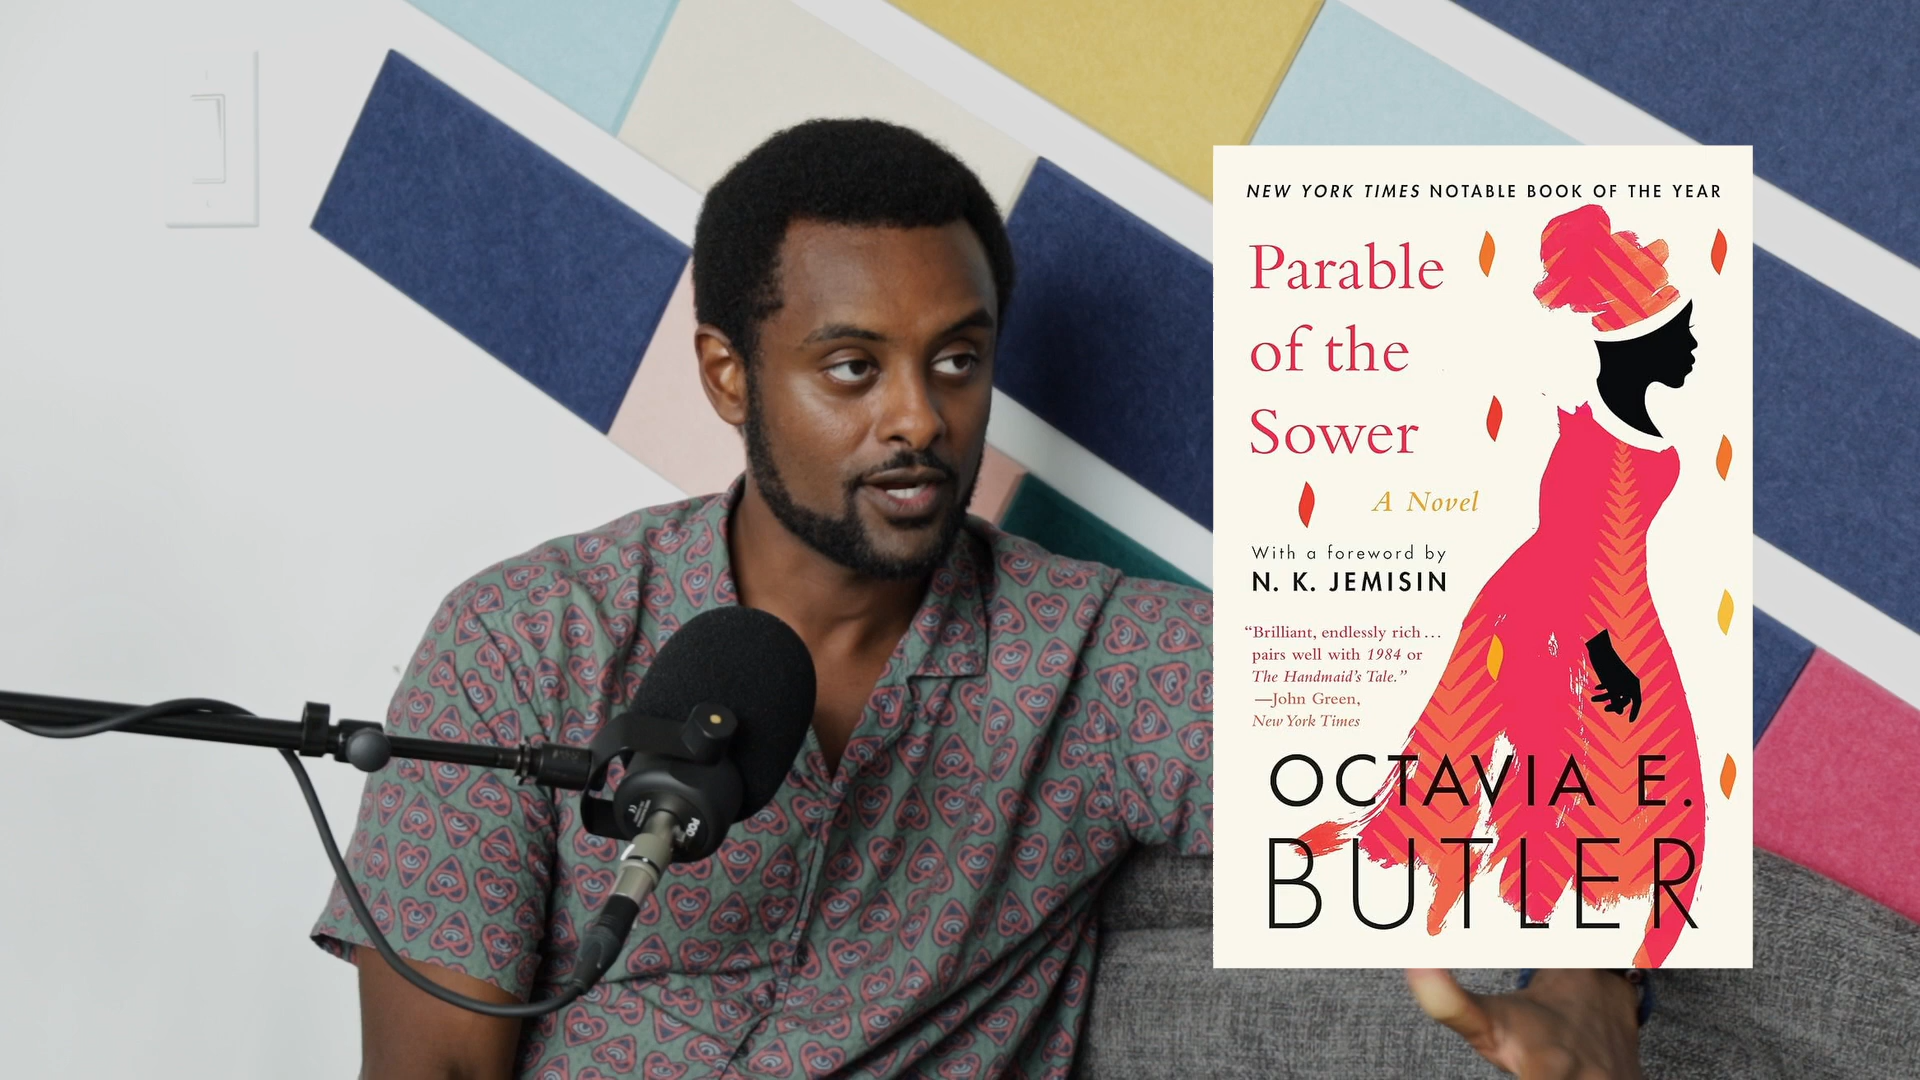 NEW YORK TIMES NOTABLE BOOK OF THE YEAR
Parable
of the
Sower
A Novel
With a foreword by
N. K. JEMISIN
“Brilliant, endlessly rich...
pairs well with 1984 or
The Handmaid's Tale.”
—John Green,
New York Times
OCTAVIA E.
BUTLER